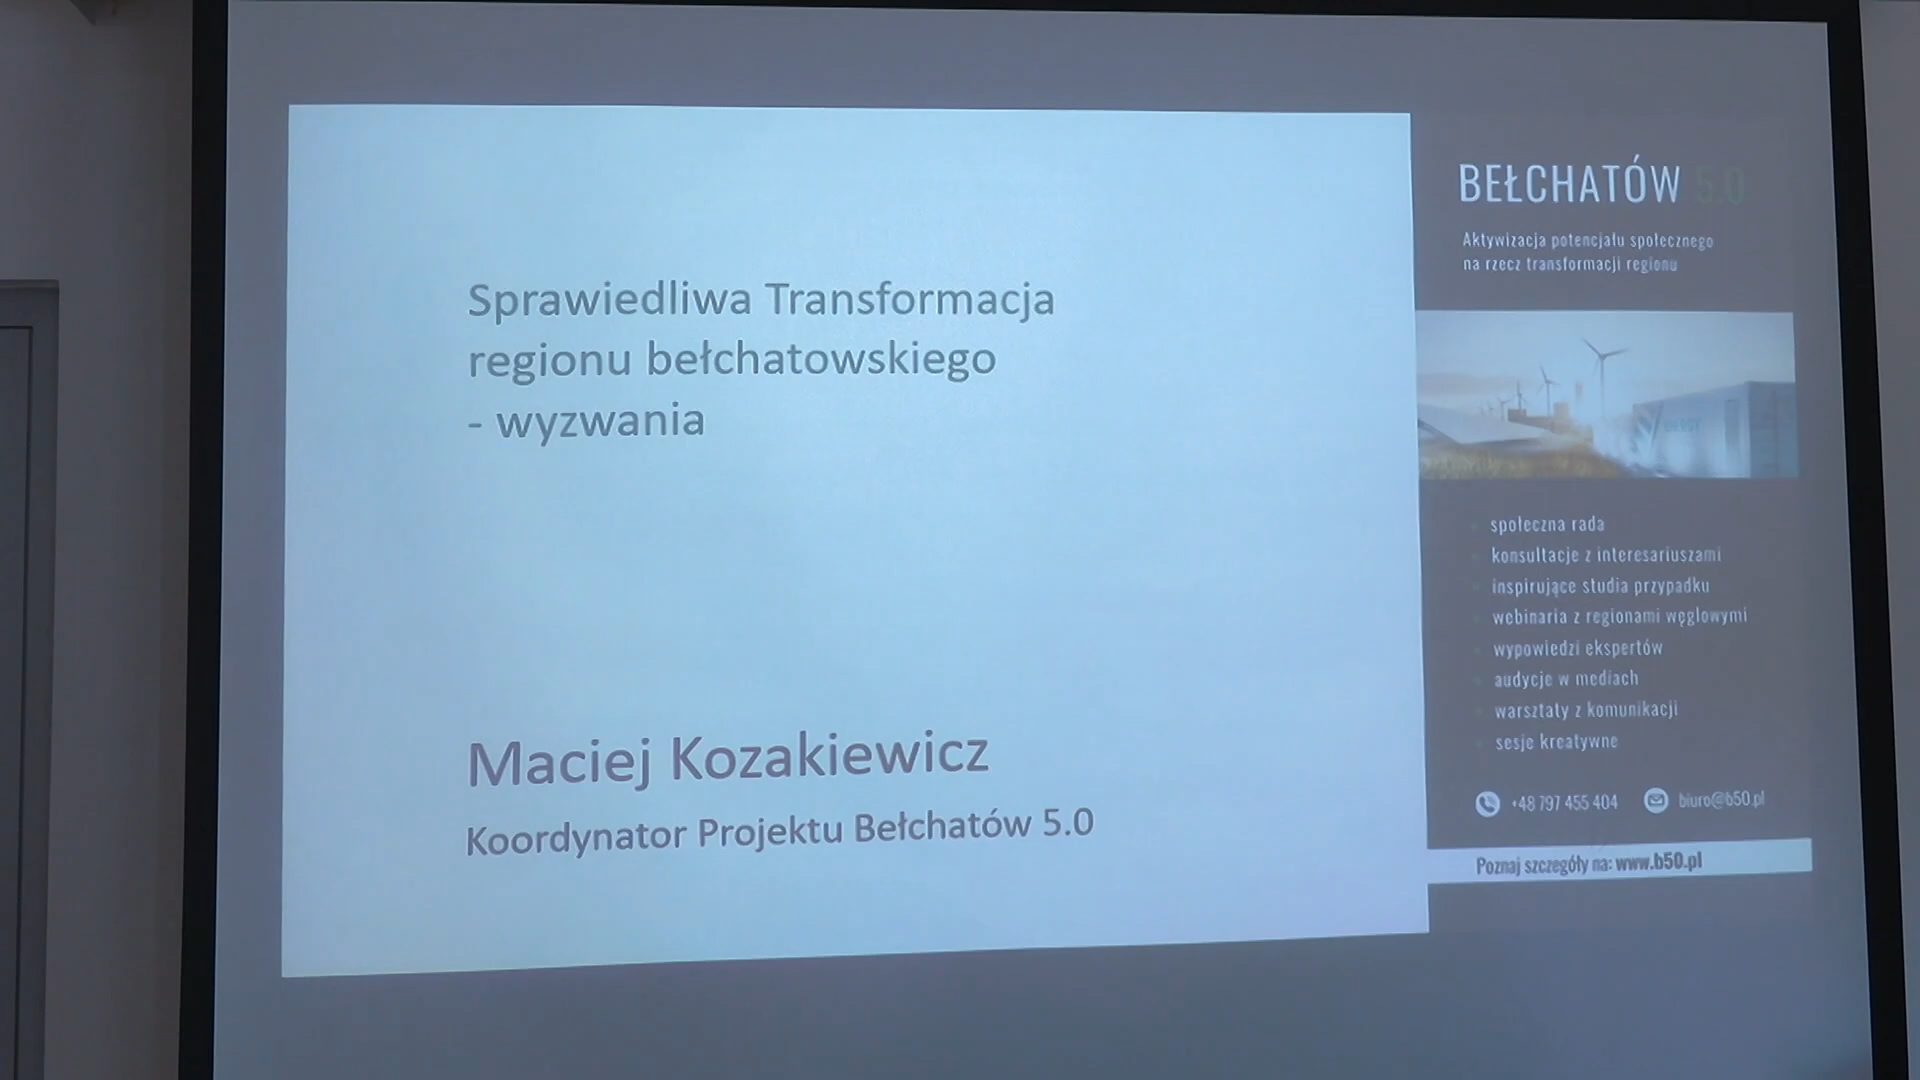 Sprawiedliwa Transformacja
regionu bełchatowskiego
- wyzwania
Maciej Kozakiewicz
Koordynator Projektu Bełchatów 5.0
BEŁCHATÓW 5.0
Aktywizacja potencjału społecznego
na rzecz transformacji regionu
społeczna rada
konsultacje z interesariuszami
inspirujące studia przypadku
webinaria z regionami węglowymi
wypowiedzi ekspertów
audycje w mediach
warsztaty z komunikacji
sesje kreatywne
+48 797 455 404 biuro@b50.pl
Poznaj szczegóły na: www.b50.pl